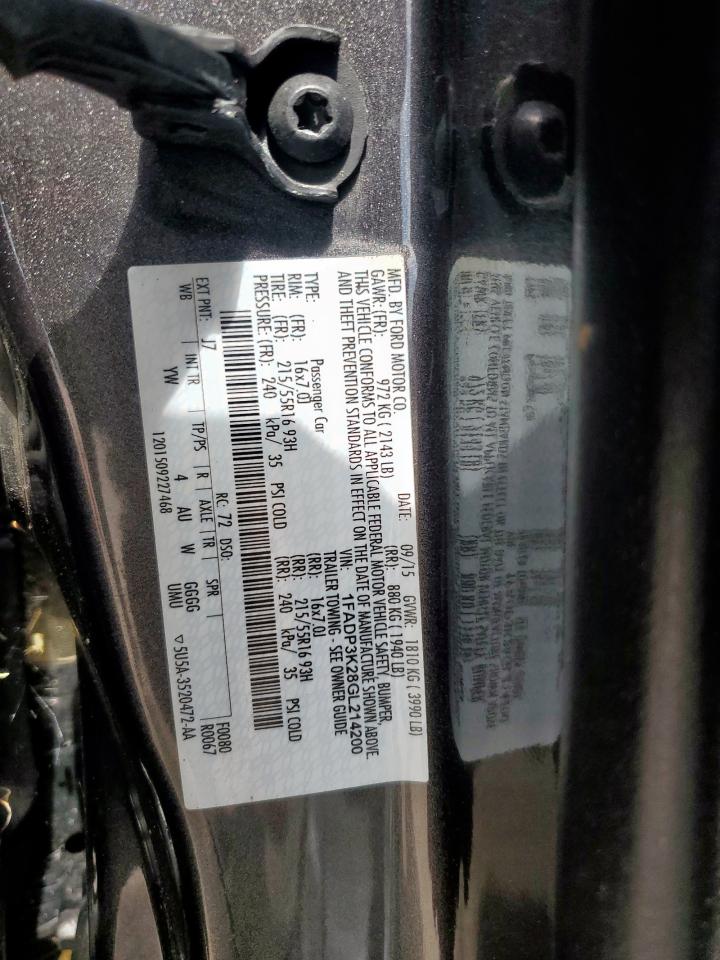 MFD. BY FORD MOTOR CO.
DATE: 09/15 GVWR: 1810 KG ( 3990 LB)
GAWR: (FR): 972 KG ( 2143 LB) (RR): 880 KG ( 1940 LB)
THIS VEHICLE CONFORMS TO ALL APPLICABLE FEDERAL MOTOR VEHICLE SAFETY, BUMPER
AND THEFT PREVENTION STANDARDS IN EFFECT ON THE DATE OF MANUFACTURE SHOWN ABOVE.
VIN: 1FADP3K28GL214200
TYPE: Passenger Car TRAILER TOWING - SEE OWNER GUIDE
RIM: (FR): 16x7.0J (RR): 16x7.0J
TIRE: (FR): 215/55R16 93H (RR): 215/55R16 93H
PRESSURE: (FR): 240 kPa/ 35 PSI COLD (RR): 240 kPa/ 35 PSI COLD
F0080
EXT PNT: J7 RC: 72 DSO: R0067
WB INT TR TP/PS R AXLE TR SPR
YW 4 AU W GGGG
UMU
1201509227468 ▽5U5A-3520472-AA